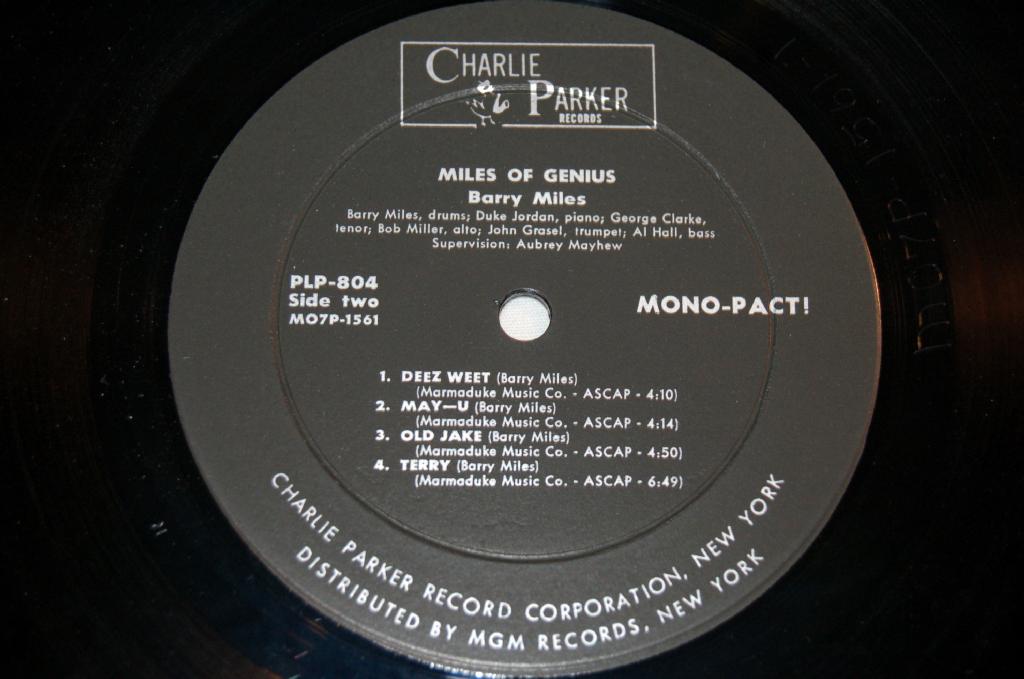 CHARLIE
PARKER
RECORDS
MILES OF GENIUS
Barry Miles
Barry Miles, drums; Duke Jordan, piano; George Clarke,
tenor; Bob Miller, alto; John Grasel, trumpet; Al Hall, bass
Supervision: Aubrey Mayhew
PLP-804
Side two
MO7P-1561
MONO-PACT!
1. DEEZ WEET (Barry Miles)
(Marmaduke Music Co. - ASCAP - 4:10)
2. MAY—U (Barry Miles)
(Marmaduke Music Co. - ASCAP - 4:14)
3. OLD JAKE (Barry Miles)
(Marmaduke Music Co. - ASCAP - 4:50)
4. TERRY (Barry Miles)
(Marmaduke Music Co. - ASCAP - 6:49)
CHARLIE PARKER RECORD CORPORATION, NEW YORK
DISTRIBUTED BY MGM RECORDS, NEW YORK